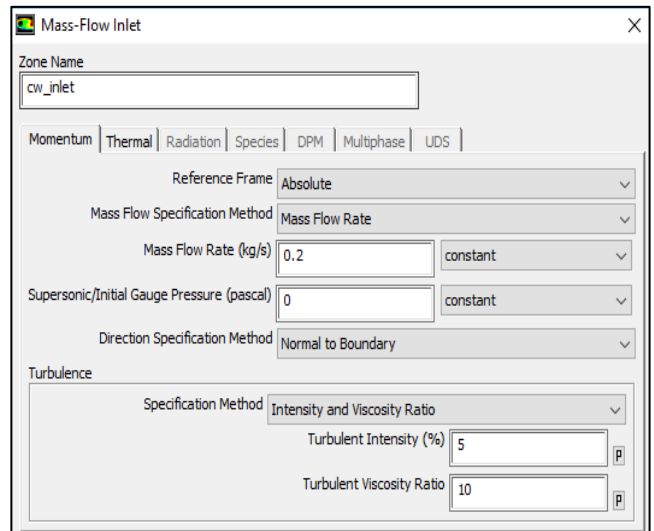 Mass-Flow Inlet
Zone Name
cw_inlet
Momentum Thermal Radiation Species DPM Multiphase UDS
Reference Frame Absolute
Mass Flow Specification Method Mass Flow Rate
Mass Flow Rate (kg/s) 0.2 constant
Supersonic/Initial Gauge Pressure (pascal) 0 constant
Direction Specification Method Normal to Boundary
Turbulence
Specification Method Intensity and Viscosity Ratio
Turbulent Intensity (%) 5 P
Turbulent Viscosity Ratio 10 P